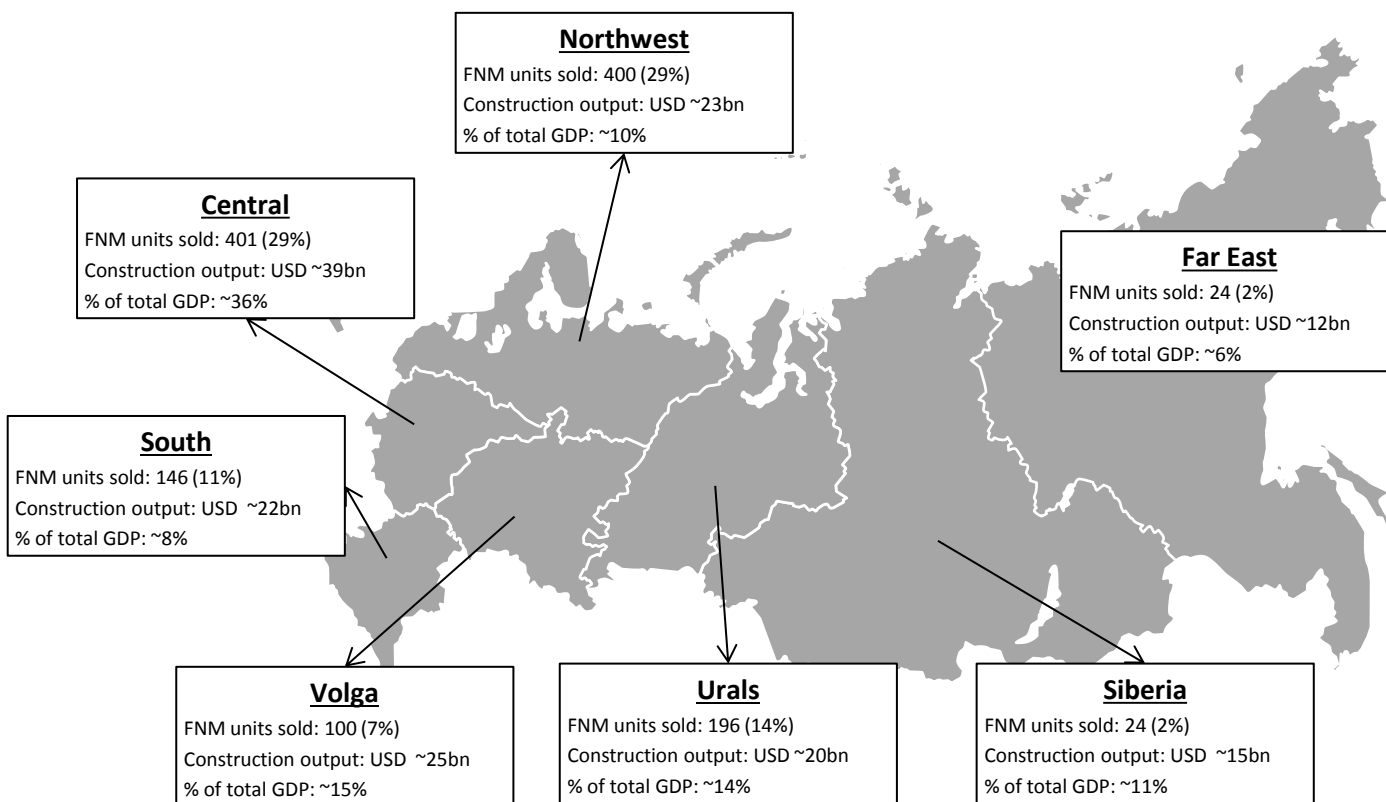 Northwest
FNM units sold: 400 (29%)
Construction output: USD ~23bn
% of total GDP: ~10%
Central
FNM units sold: 401 (29%)
Construction output: USD ~39bn
% of total GDP: ~36%
Far East
FNM units sold: 24 (2%)
Construction output: USD ~12bn
% of total GDP: ~6%
South
FNM units sold: 146 (11%)
Construction output: USD ~22bn
% of total GDP: ~8%
Volga
FNM units sold: 100 (7%)
Construction output: USD ~25bn
% of total GDP: ~15%
Urals
FNM units sold: 196 (14%)
Construction output: USD ~20bn
% of total GDP: ~14%
Siberia
FNM units sold: 24 (2%)
Construction output: USD ~15bn
% of total GDP: ~11%